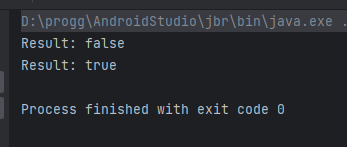 D:\progg\AndroidStudio\jbr\bin\java.exe .
Result: false
Result: true
Process finished with exit code 0